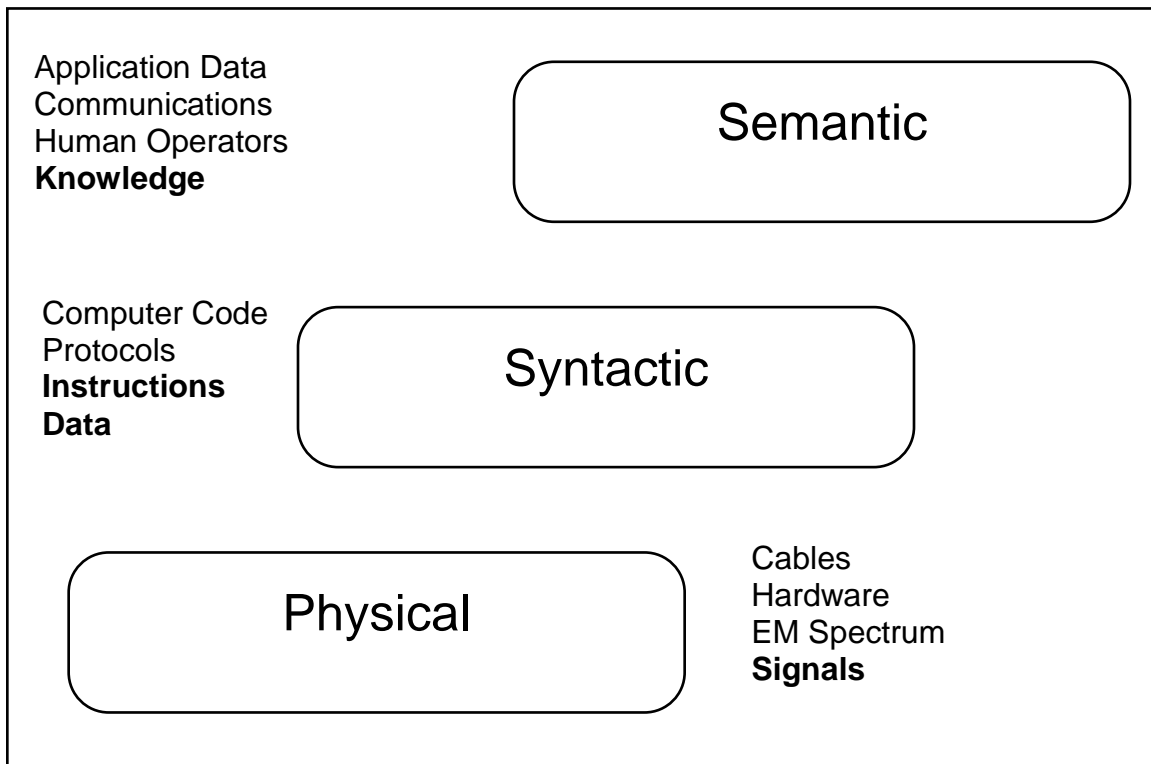 Application Data
Communications
Human Operators
Knowledge
Semantic
Computer Code
Protocols
Instructions
Data
Syntactic
Physical
Cables
Hardware
EM Spectrum
Signals